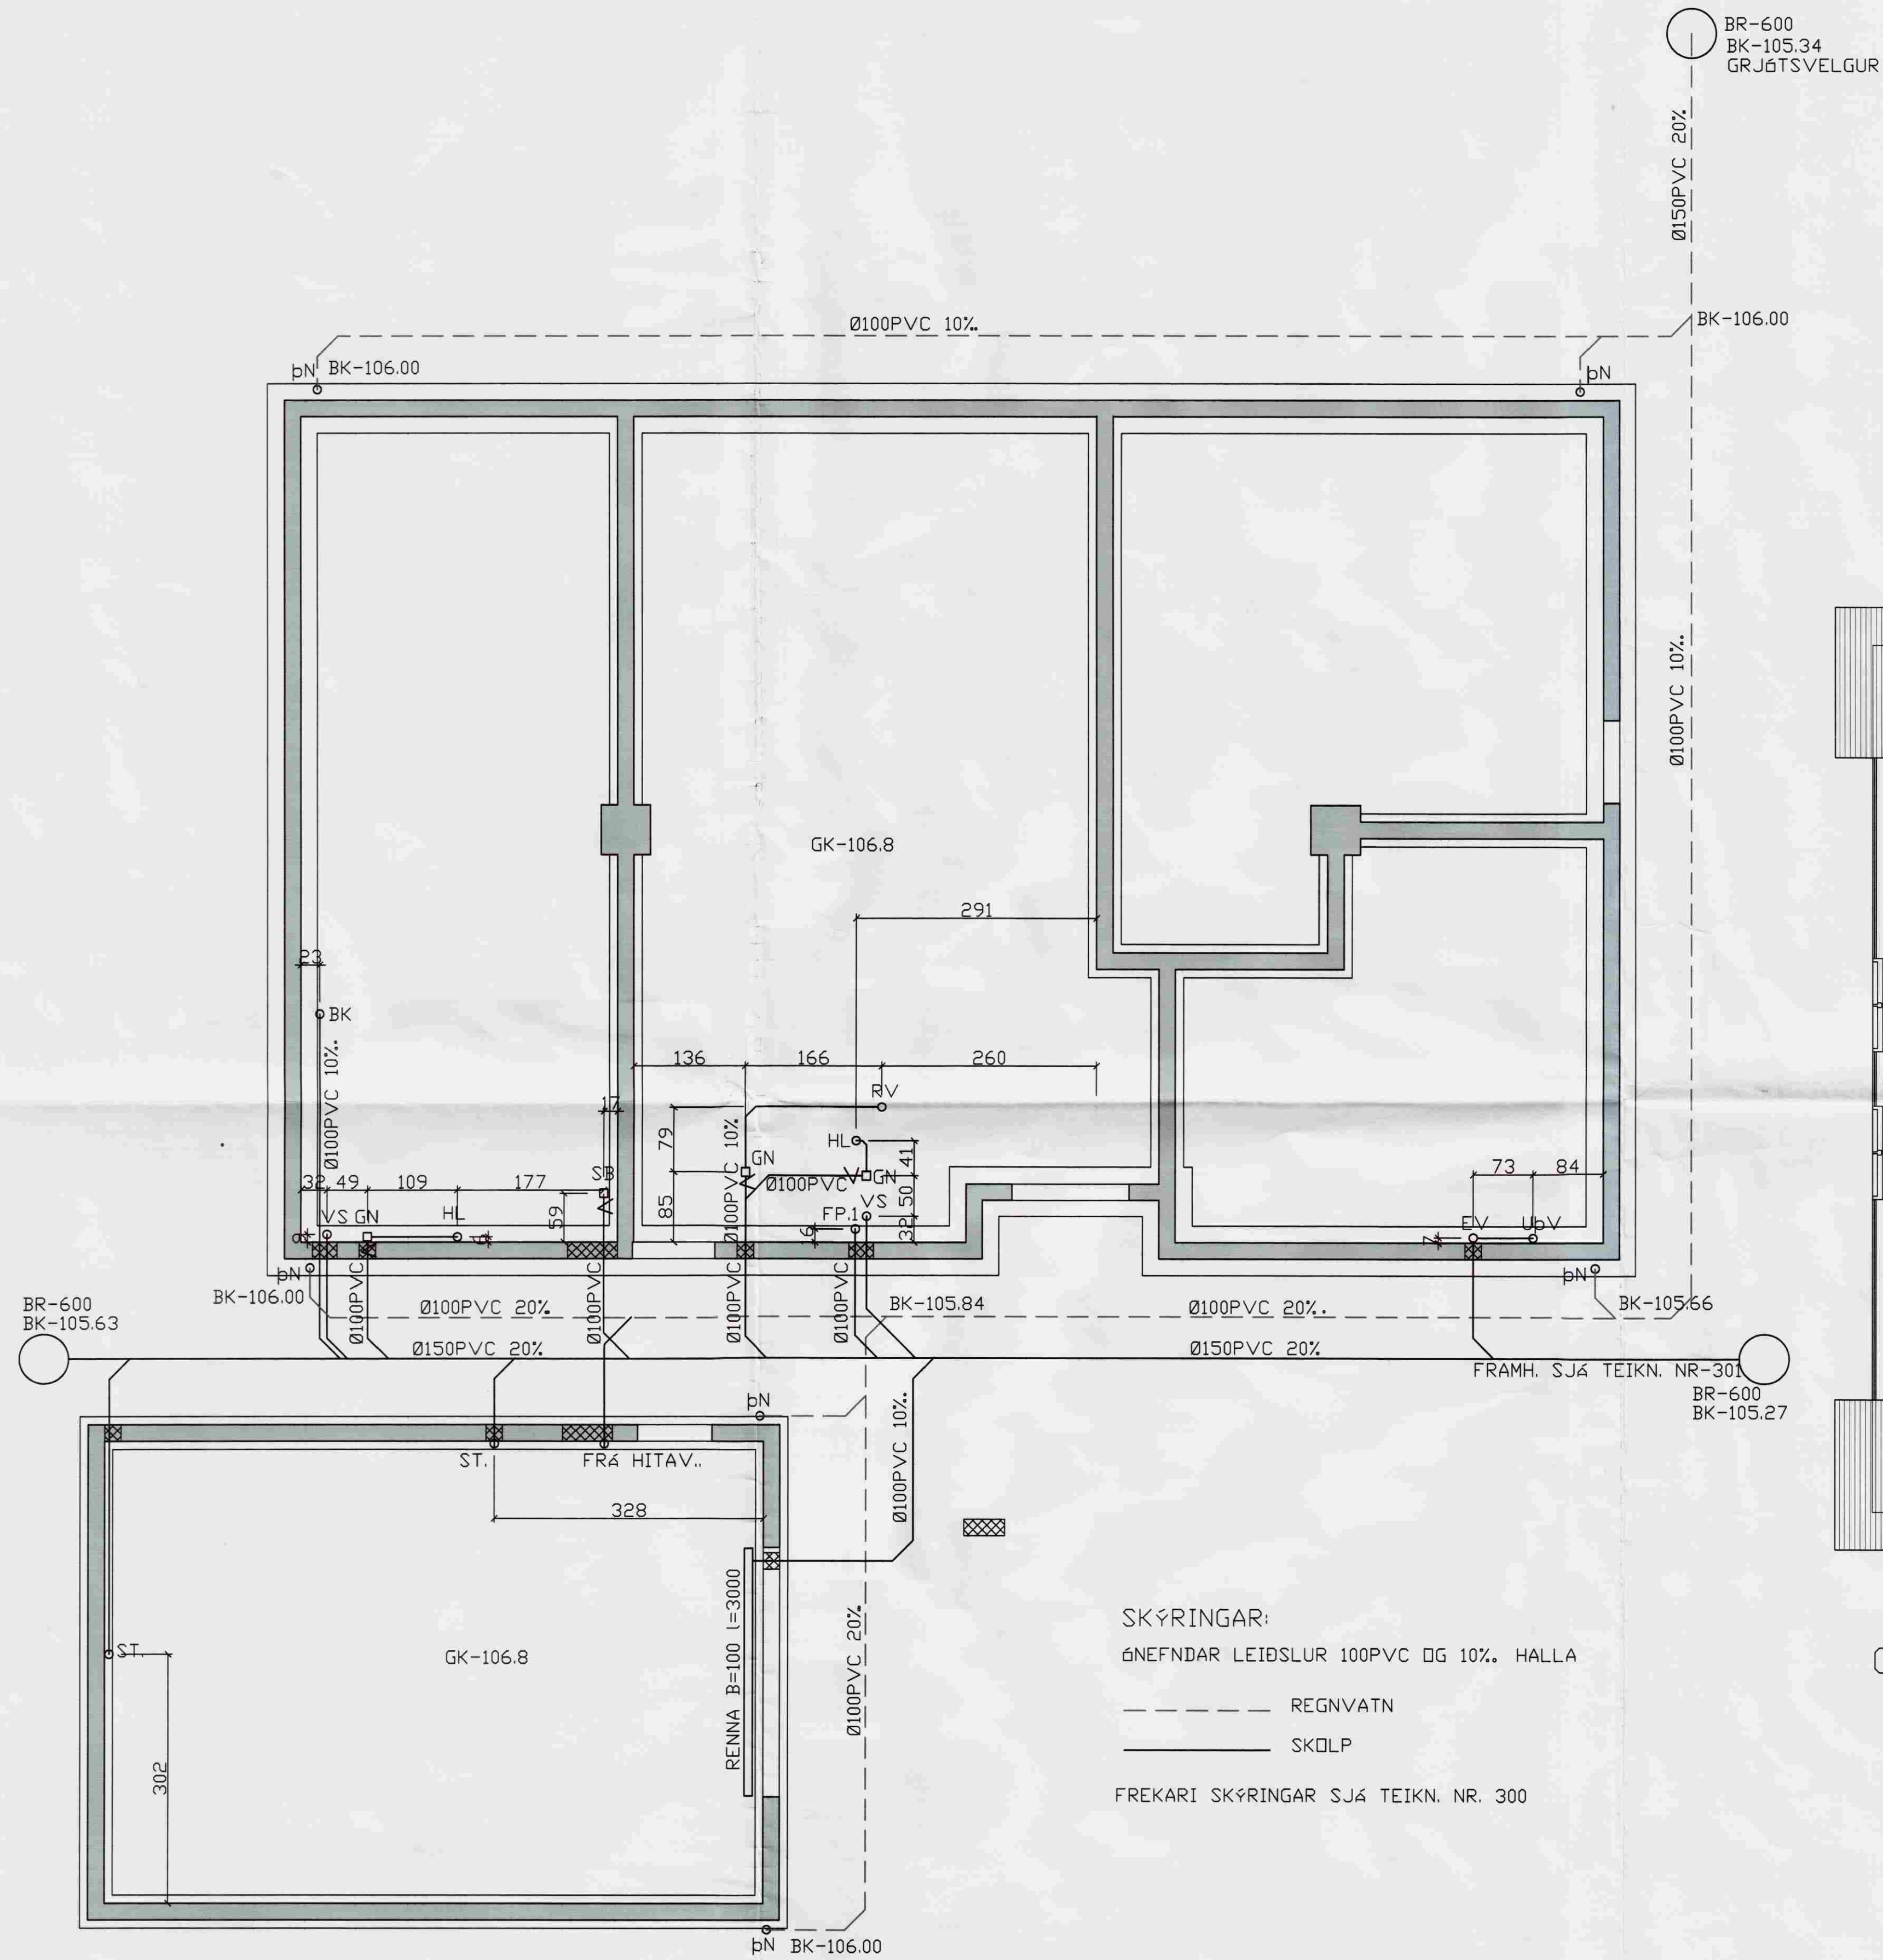 BR-600
BK-105.34
GRJóTSVELGUR
Ø150PVC 20‰
Ø100PVC 10‰
BK-106.00
þN
BK-106.00
þN
Ø100PVC 10‰
GK-106.8
291
23
BK
Ø100PVC 10‰
136
166
260
RV
17
79
Ø100PVC 10‰
HL
41
GN
Ø100PVC
GN
SB
32
49
109
177
59
85
50
VS
FP.1
16
32
VS
GN
HL
73
84
EV
UþV
7
þN
BK-106.00
Ø100PVC
Ø100PVC 20‰
Ø100PVC
Ø100PVC
Ø100PVC
BK-105.84
Ø100PVC 20‰
þN
BK-105.66
BR-600
BK-105.63
Ø150PVC 20‰
Ø150PVC 20‰
FRAMH. SJá TEIKN. NR-301
BR-600
BK-105.27
þN
Ø100PVC 10‰
ST.
FRá HITAV..
328
ST.
GK-106.8
RENNA B=100 l=3000
Ø100PVC 20‰
302
þN
BK-106.00
SKýRINGAR:
óNEFNDAR LEIÐSLUR 100PVC OG 10‰ HALLA
REGNVATN
SKOLP
FREKARI SKýRINGAR SJá TEIKN. NR. 300